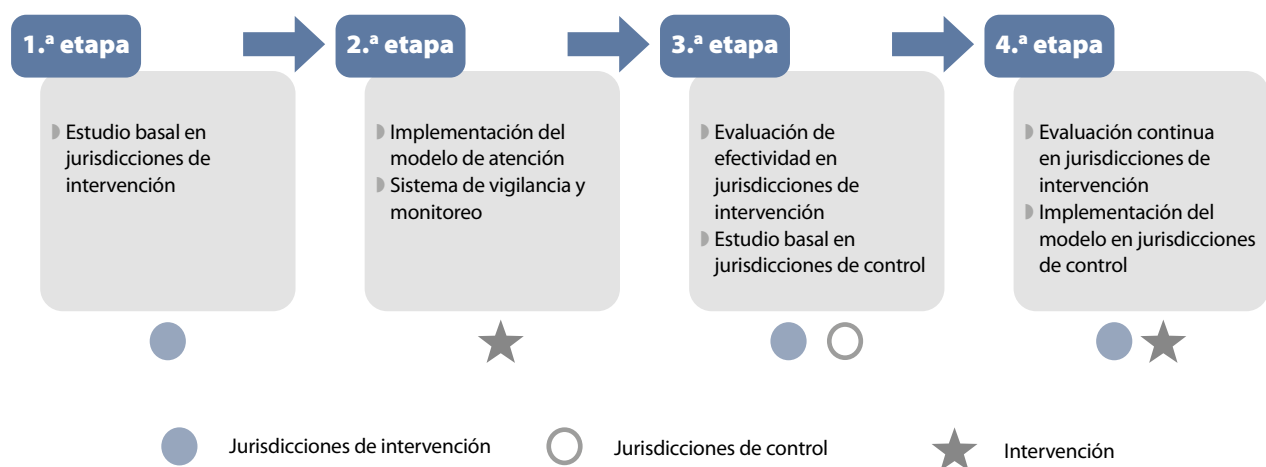 1.ª etapa
Estudio basal en
jurisdicciones de
intervención
2.ª etapa
Implementación del
modelo de atención
Sistema de vigilancia y
monitoreo
3.ª etapa
Evaluación de
efectividad en
jurisdicciones de
intervención
Estudio basal en
jurisdicciones de control
4.ª etapa
Evaluación continua
en jurisdicciones de
intervención
Implementación del
modelo en jurisdicciones
de control
Jurisdicciones de intervención
Jurisdicciones de control
Intervención